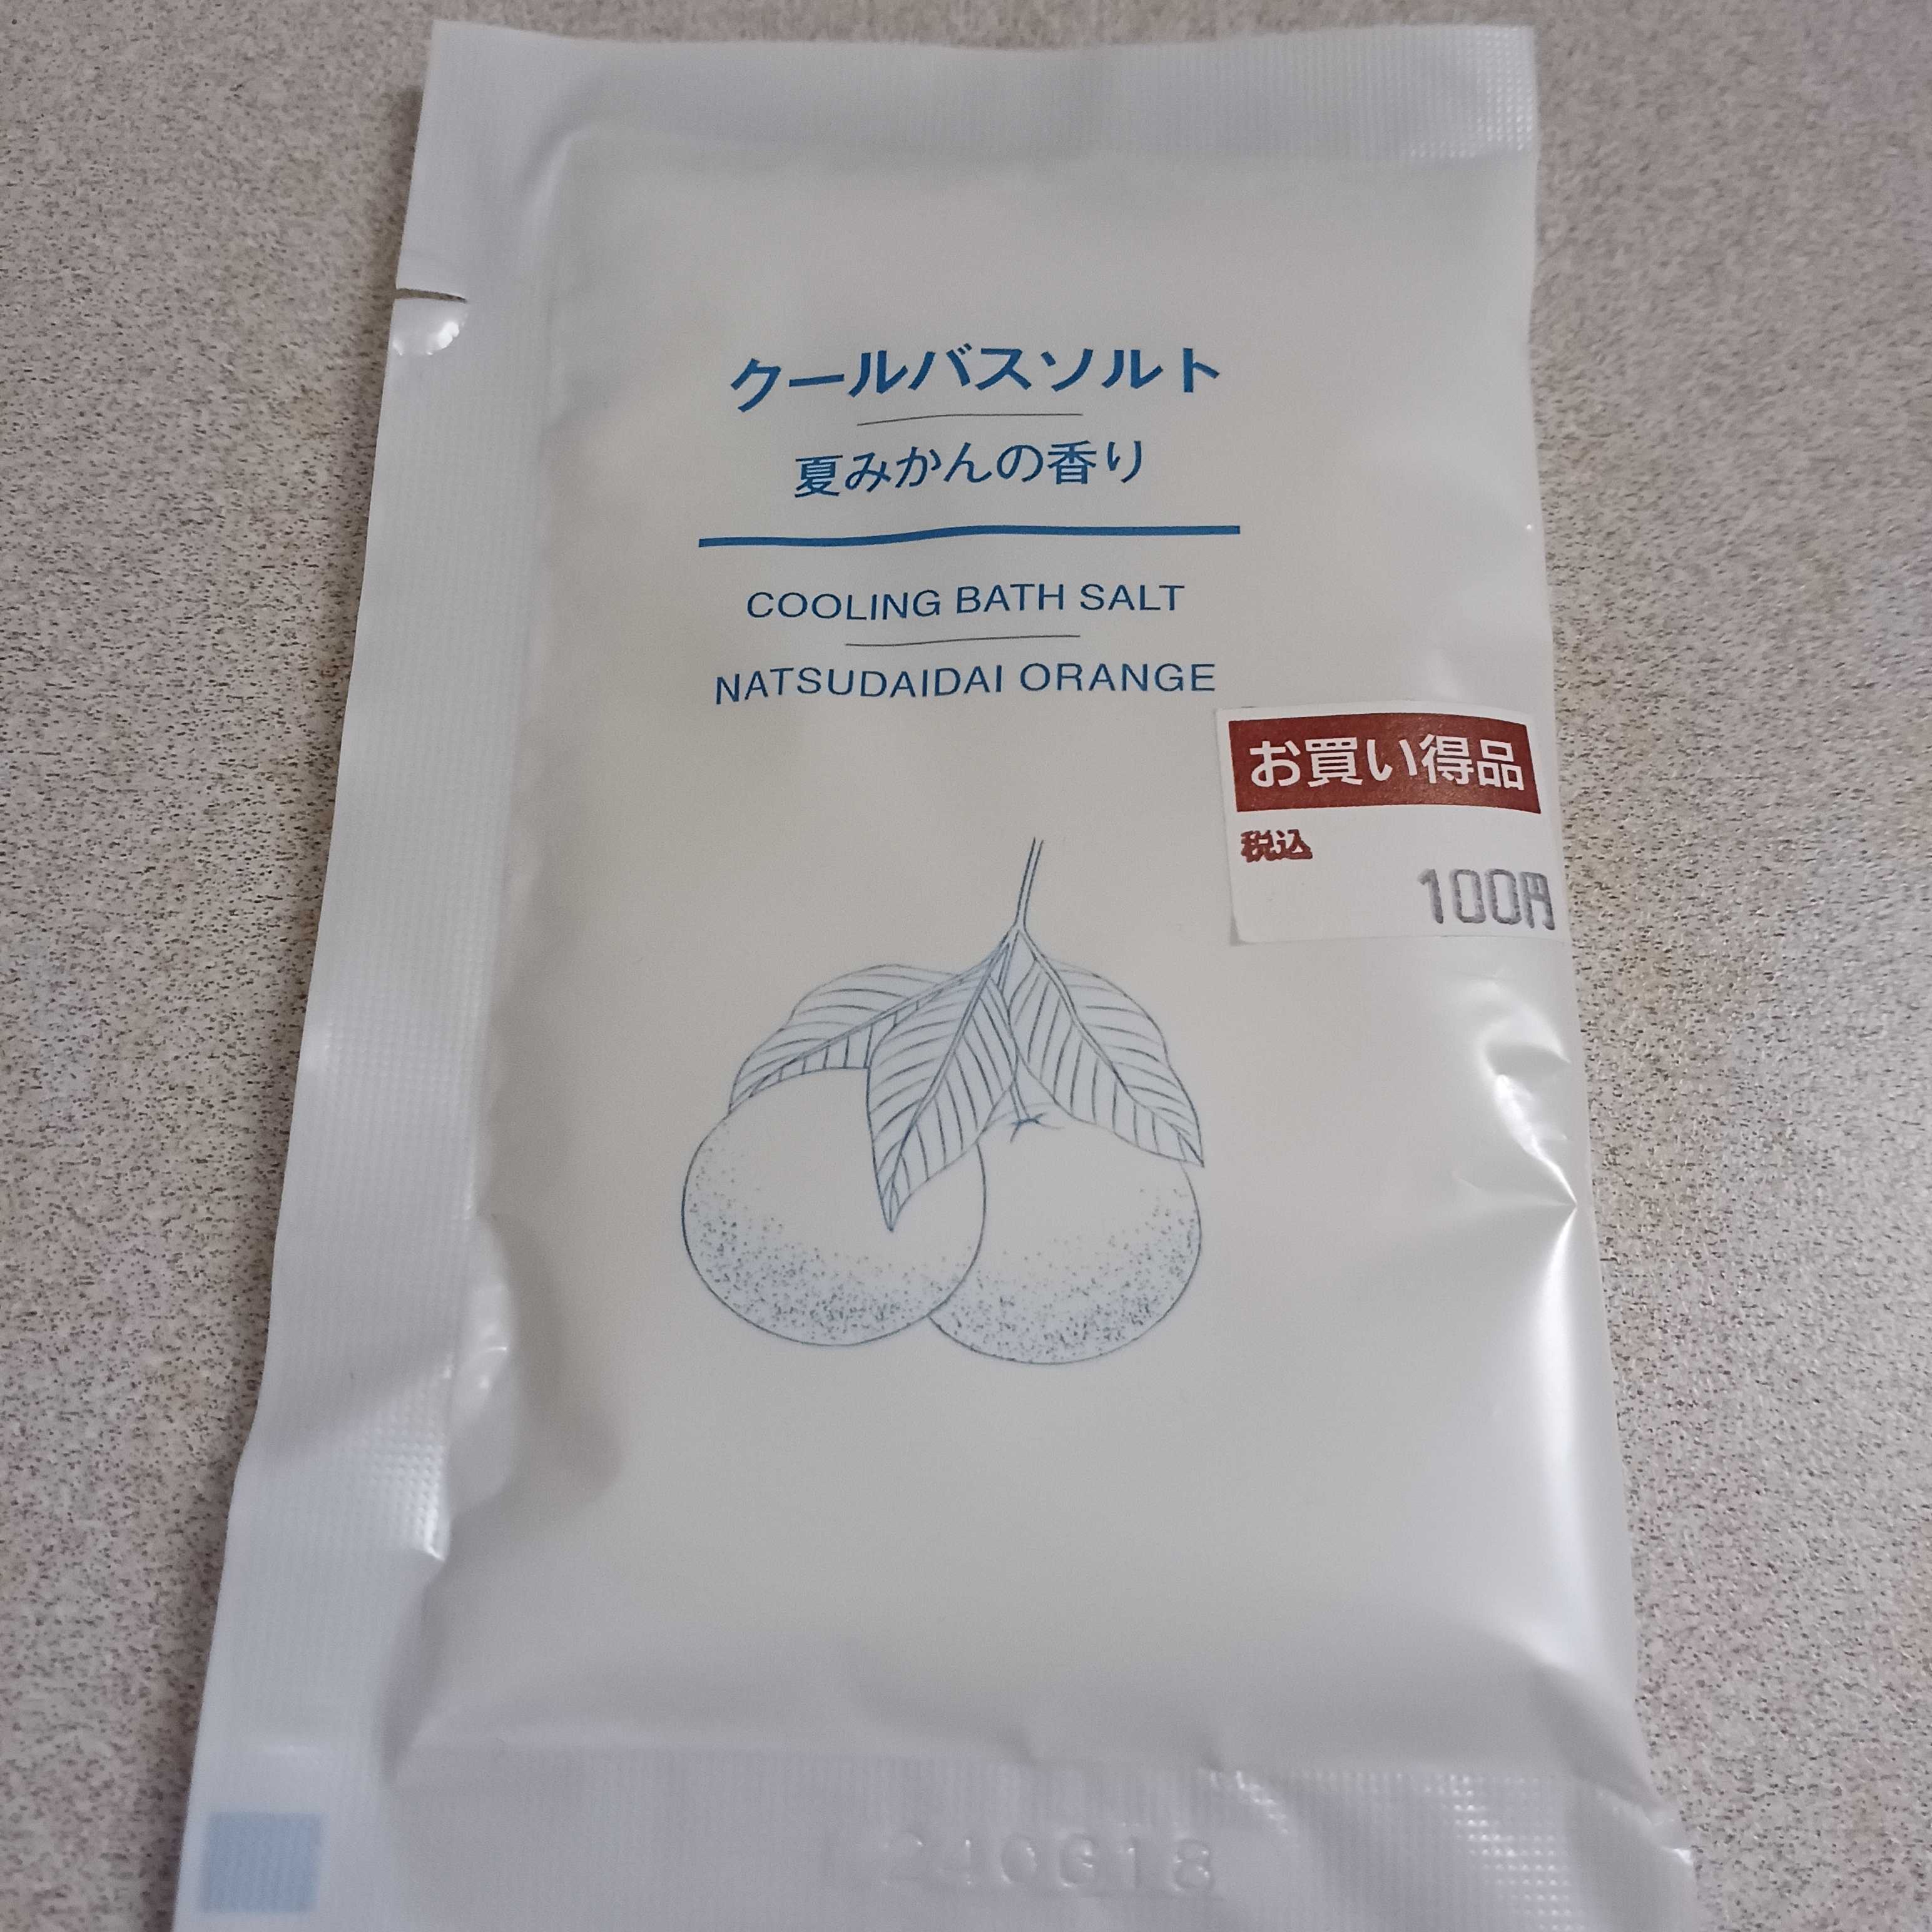 クールバスソルト
夏みかんの香り
COOLING BATH SALT
NATSUDAIDAI ORANGE
お買い得品
税込
100円